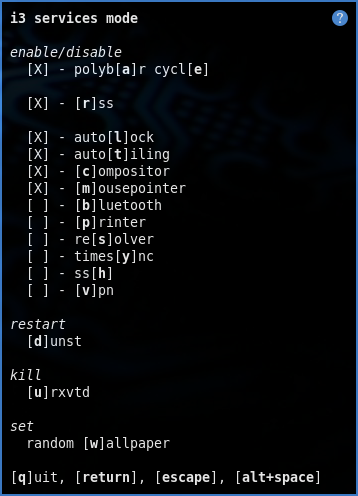 i3 services mode ?
enable/disable
[X] - polyb[a]r cycl[e]
[X] - [r]ss
[X] - auto[l]ock
[X] - auto[t]iling
[X] - [c]ompositor
[X] - [m]ousepointer
[ ] - [b]luetooth
[ ] - [p]rinter
[ ] - re[s]olver
[ ] - times[y]nc
[ ] - ss[h]
[ ] - [v]pn
restart
[d]unst
kill
[u]rxvtd
set
random [w]allpaper
[q]uit, [return], [escape], [alt+space]